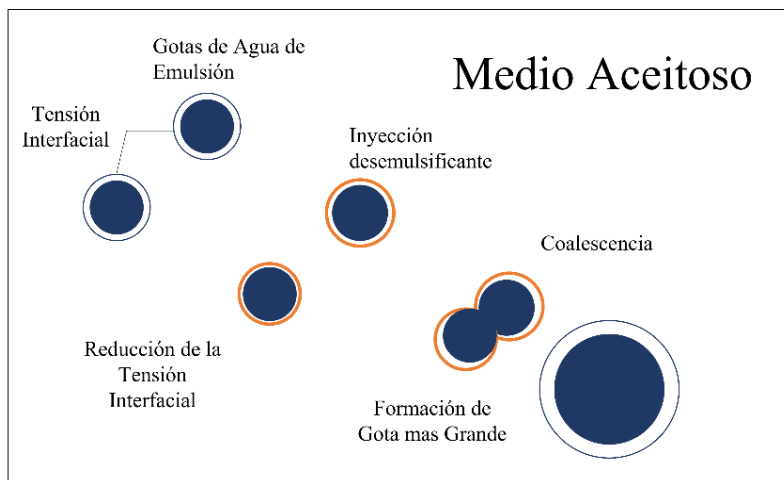 Gotas de Agua de
Emulsión
Medio Aceitoso
Tensión
Interfacial
Inyección
desemulsificante
Coalescencia
Reducción de la
Tensión
Interfacial
Formación de
Gota mas Grande